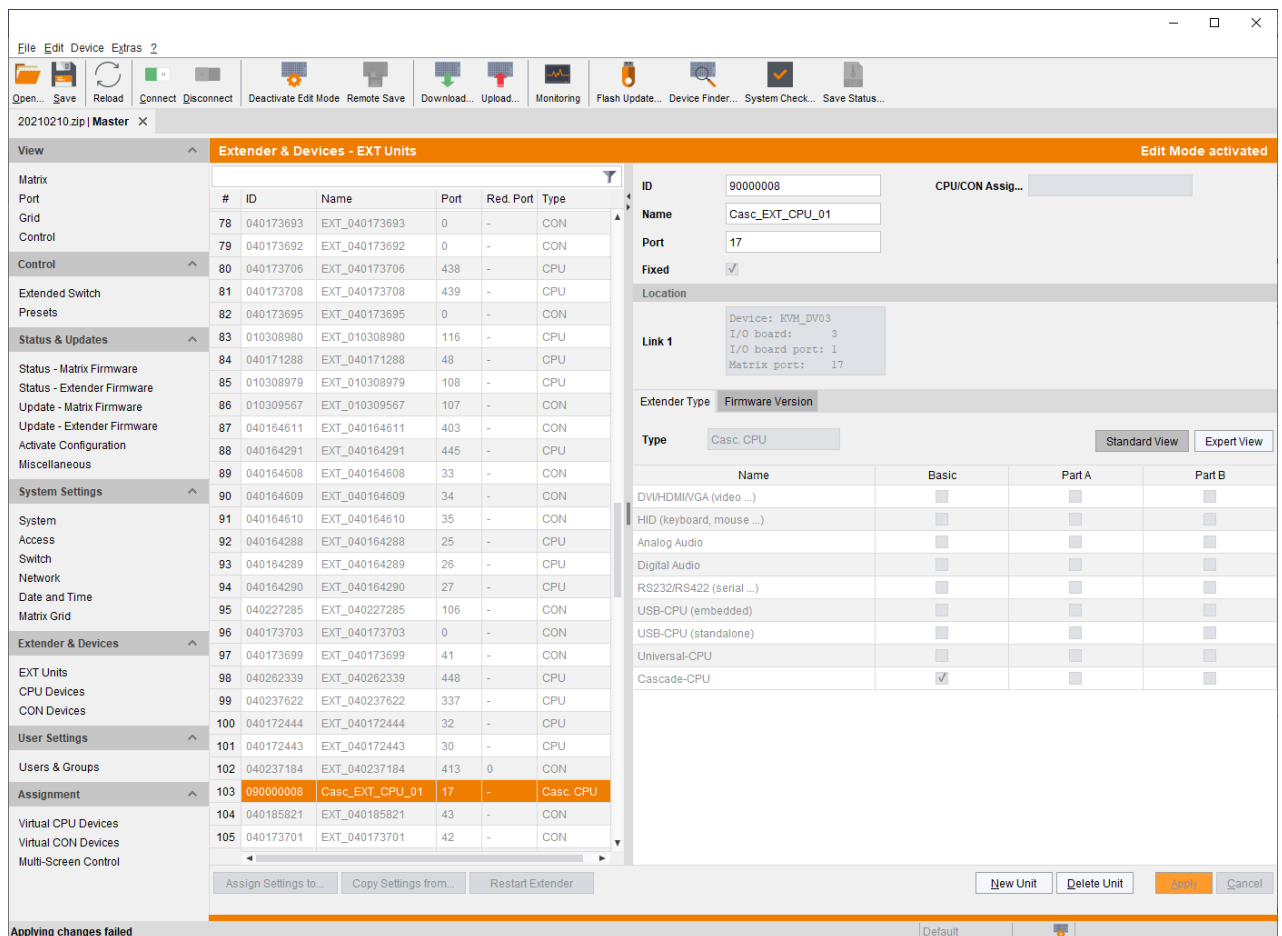 File Edit Device Extras ?
Open... Save Reload Connect Disconnect Deactivate Edit Mode Remote Save Download... Upload... Monitoring Flash Update... Device Finder... System Check... Save Status...
20210210.zip | Master
View
Matrix
Port
Grid
Control
Control
Extended Switch
Presets
Status & Updates
Status - Matrix Firmware
Status - Extender Firmware
Update - Matrix Firmware
Update - Extender Firmware
Activate Configuration
Miscellaneous
System Settings
System
Access
Switch
Network
Date and Time
Matrix Grid
Extender & Devices
EXT Units
CPU Devices
CON Devices
User Settings
Users & Groups
Assignment
Virtual CPU Devices
Virtual CON Devices
Multi-Screen Control
Extender & Devices - EXT Units Edit Mode activated
# ID Name Port Red. Port Type
78 040173693 EXT_040173693 0 - CON
79 040173692 EXT_040173692 0 - CON
80 040173706 EXT_040173706 438 - CPU
81 040173708 EXT_040173708 439 - CPU
82 040173695 EXT_040173695 0 - CON
83 010308980 EXT_010308980 116 - CPU
84 040171288 EXT_040171288 48 - CPU
85 010308979 EXT_010308979 108 - CPU
86 010309567 EXT_010309567 107 - CON
87 040164611 EXT_040164611 403 - CON
88 040164291 EXT_040164291 445 - CPU
89 040164608 EXT_040164608 33 - CON
90 040164609 EXT_040164609 34 - CON
91 040164610 EXT_040164610 35 - CON
92 040164288 EXT_040164288 25 - CPU
93 040164289 EXT_040164289 26 - CPU
94 040164290 EXT_040164290 27 - CPU
95 040227285 EXT_040227285 106 - CON
96 040173703 EXT_040173703 0 - CON
97 040173699 EXT_040173699 41 - CON
98 040262339 EXT_040262339 448 - CPU
99 040237622 EXT_040237622 337 - CPU
100 040172444 EXT_040172444 32 - CPU
101 040172443 EXT_040172443 30 - CPU
102 040237184 EXT_040237184 413 0 CON
103 090000008 Casc_EXT_CPU_01 17 - Casc. CPU
104 040185821 EXT_040185821 43 - CON
105 040173701 EXT_040173701 42 - CON
Assign Settings to... Copy Settings from... Restart Extender
ID 90000008 CPU/CON Assig...
Name Casc_EXT_CPU_01
Port 17
Fixed
Location
Link 1
Device: KVM_DV03
I/O board: 3
I/O board port: 1
Matrix port: 17
Extender Type Firmware Version
Type Casc. CPU Standard View Expert View
Name Basic Part A Part B
DVI/HDMI/VGA (video ...)
HID (keyboard, mouse ...)
Analog Audio
Digital Audio
RS232/RS422 (serial ...)
USB-CPU (embedded)
USB-CPU (standalone)
Universal-CPU
Cascade-CPU
New Unit Delete Unit Apply Cancel
Applying changes failed Default